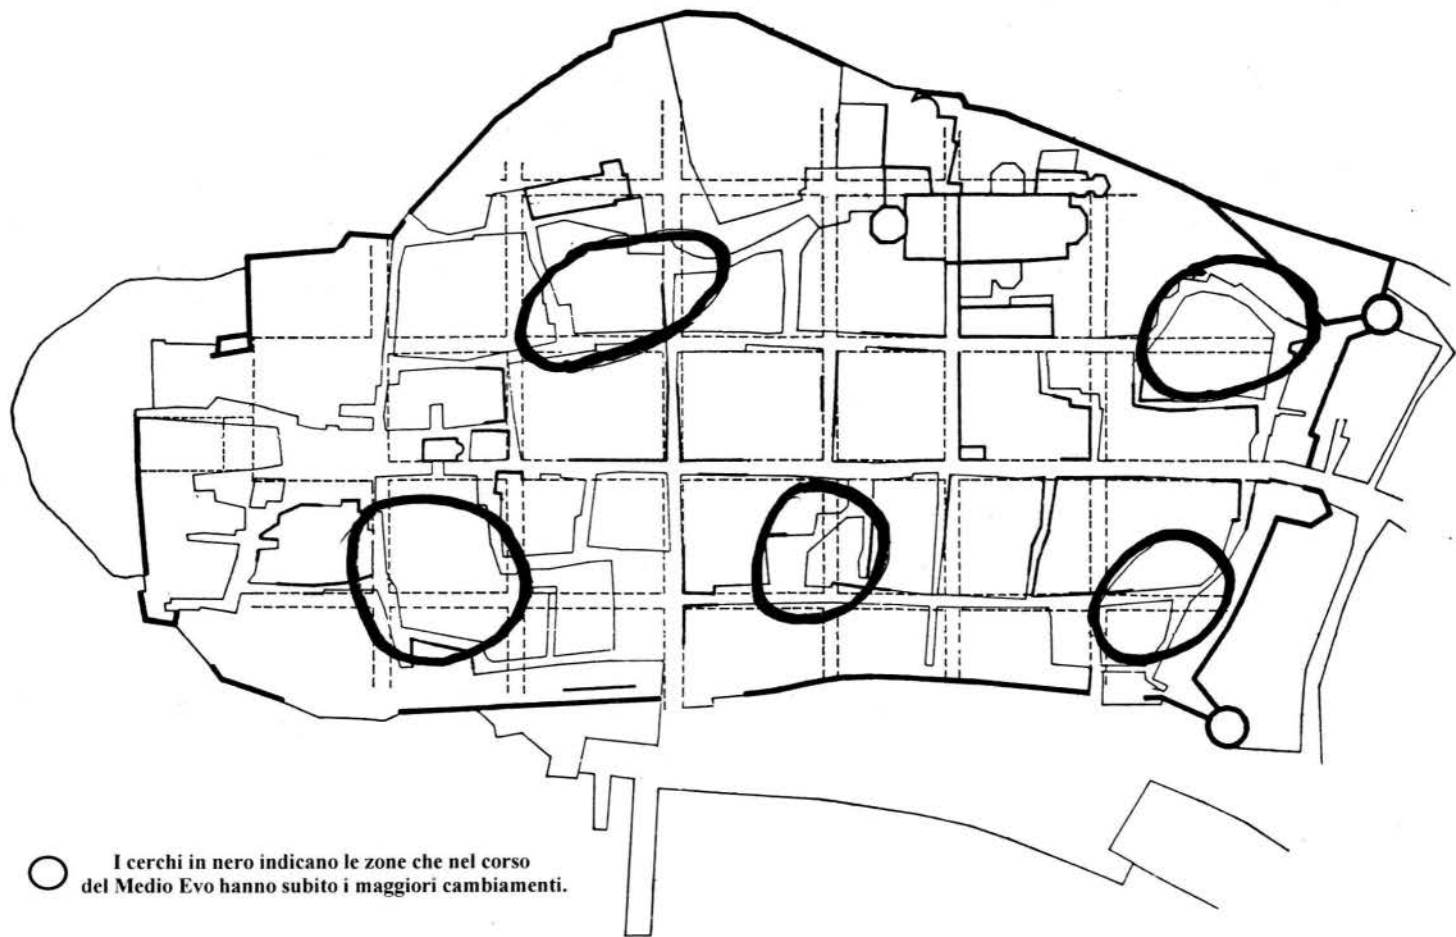 I cerchi in nero indicano le zone che nel corso
del Medio Evo hanno subito i maggiori cambiamenti.